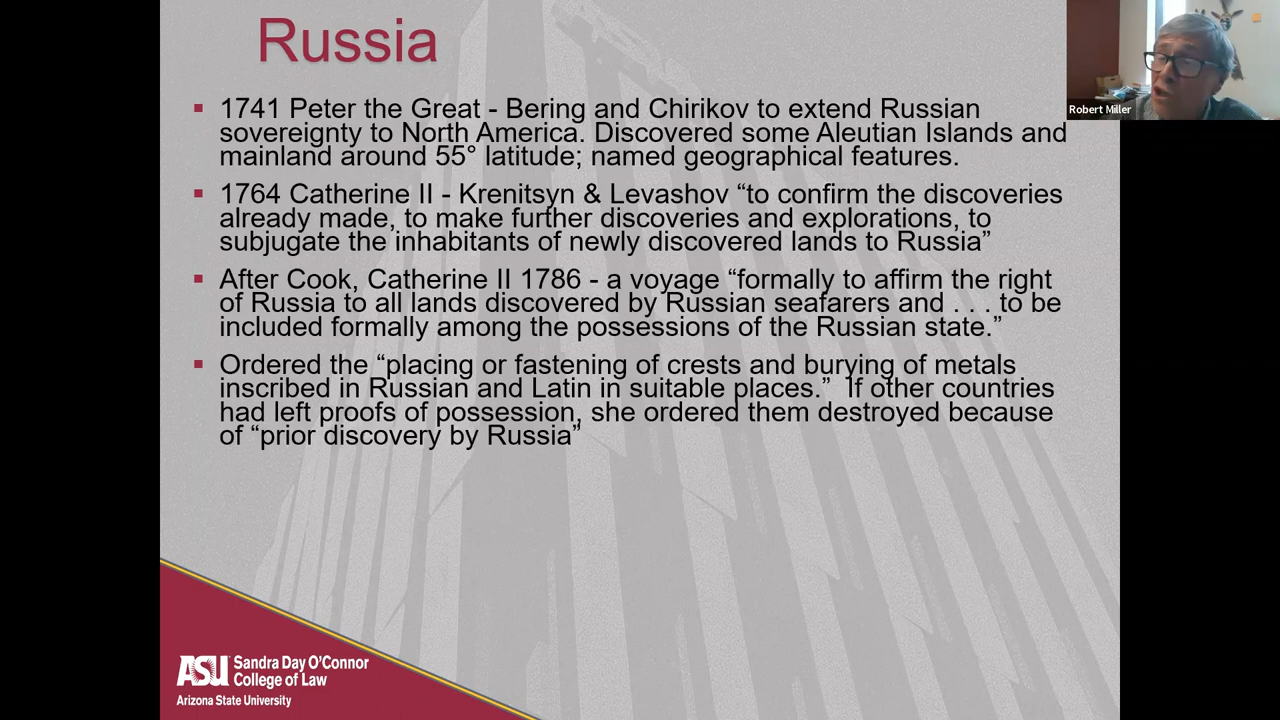 Russia
Robert Miller
▪ 1741 Peter the Great - Bering and Chirikov to extend Russian
sovereignty to North America. Discovered some Aleutian Islands and
mainland around 55° latitude; named geographical features.
▪ 1764 Catherine II - Krenitsyn & Levashov “to confirm the discoveries
already made, to make further discoveries and explorations, to
subjugate the inhabitants of newly discovered lands to Russia”
▪ After Cook, Catherine II 1786 - a voyage “formally to affirm the right
of Russia to all lands discovered by Russian seafarers and . . . to be
included formally among the possessions of the Russian state.”
▪ Ordered the “placing or fastening of crests and burying of metals
inscribed in Russian and Latin in suitable places.” If other countries
had left proofs of possession, she ordered them destroyed because
of “prior discovery by Russia”
ASU Sandra Day O’Connor
College of Law
Arizona State University